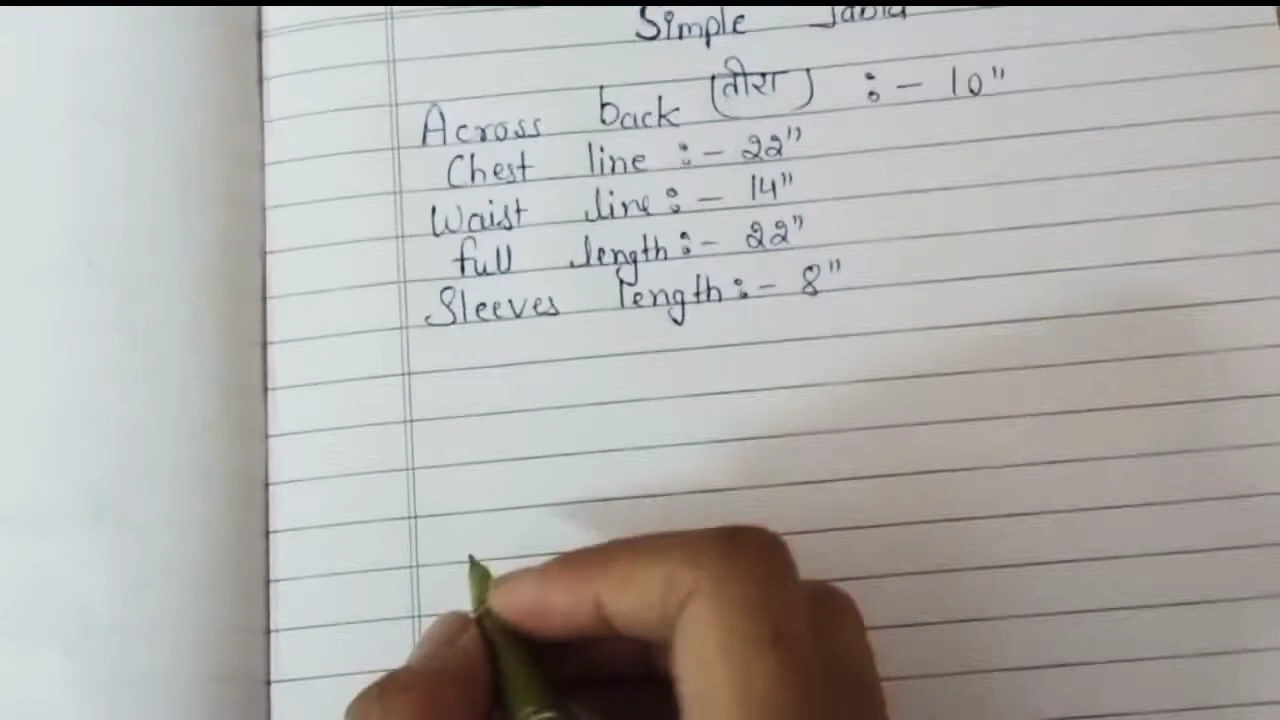 Simple
Across back (तीरा) :- 10"
Chest line :- 22"
Waist line :- 14"
full length :- 22"
Sleeves length :- 8"